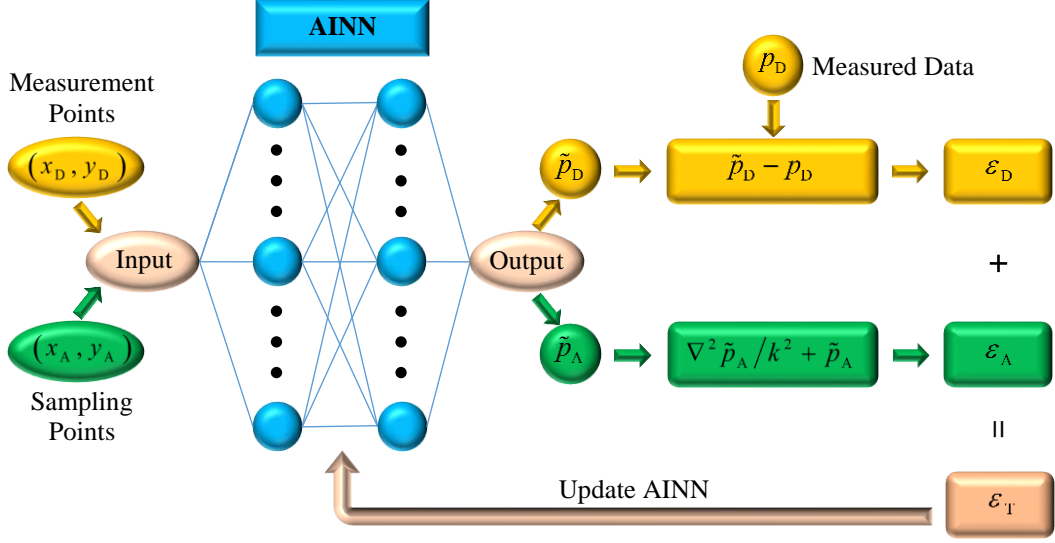 AINN
Measurement
Points
(x_D, y_D)
Input
(x_A, y_A)
Sampling
Points
Output
p̃_D
p̃_A
p_D
Measured Data
p̃_D − p_D
ε_D
+
∇² p̃_A/k² + p̃_A
ε_A
=
ε_T
Update AINN